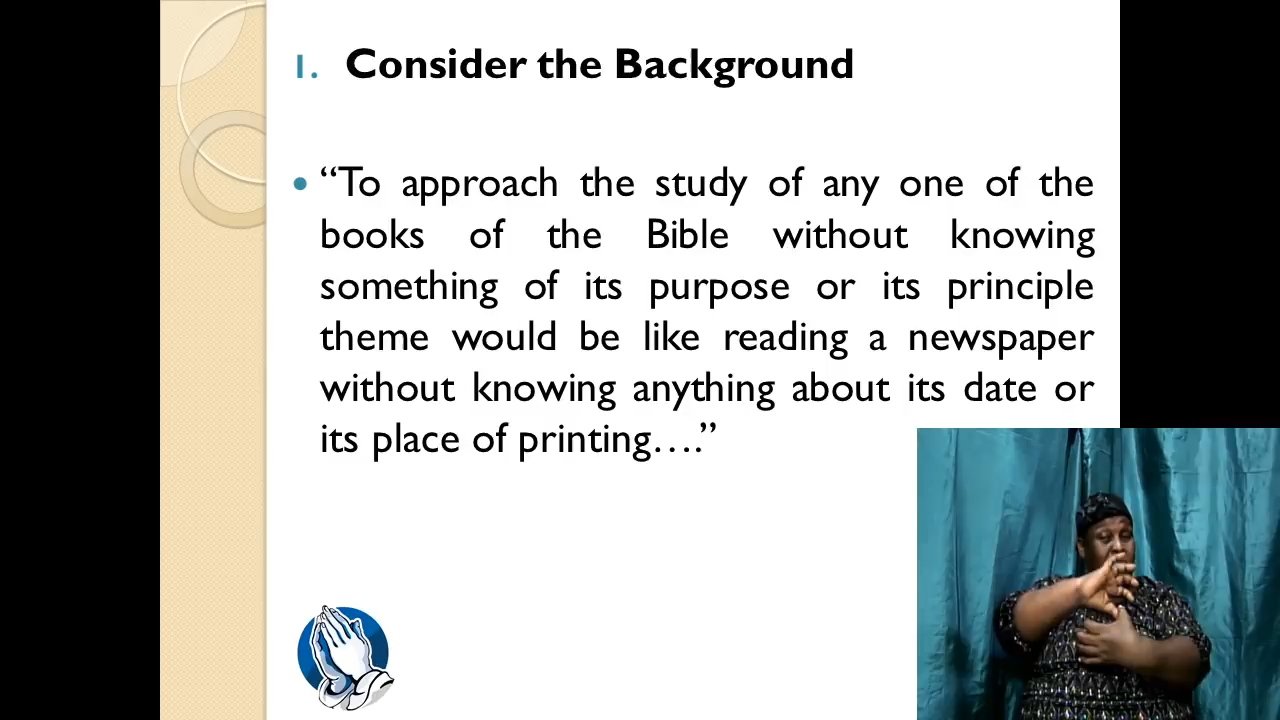 1. Consider the Background
• “To approach the study of any one of the
books of the Bible without knowing
something of its purpose or its principle
theme would be like reading a newspaper
without knowing anything about its date or
its place of printing….”